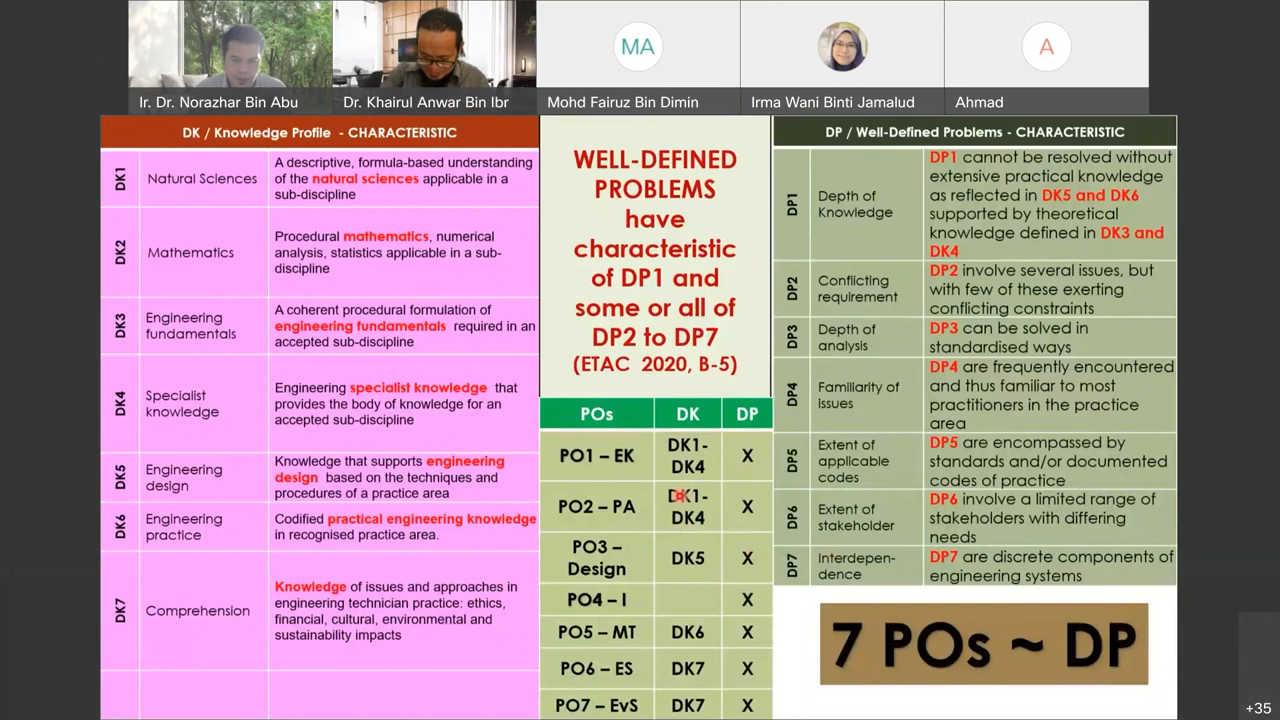 MA
A
Ir. Dr. Norazhar Bin Abu
Dr. Khairul Anwar Bin Ibr
Mohd Fairuz Bin Dimin
Irma Wani Binti Jamalud
Ahmad
DK / Knowledge Profile - CHARACTERISTIC
DK1
Natural Sciences
A descriptive, formula-based understanding
of the natural sciences applicable in a
sub-discipline
DK2
Mathematics
Procedural mathematics, numerical
analysis, statistics applicable in a sub-
discipline
DK3
Engineering
fundamentals
A coherent procedural formulation of
engineering fundamentals required in an
accepted sub-discipline
DK4
Specialist
knowledge
Engineering specialist knowledge that
provides the body of knowledge for an
accepted sub-discipline
DK5
Engineering
design
Knowledge that supports engineering
design based on the techniques and
procedures of a practice area
DK6
Engineering
practice
Codified practical engineering knowledge
in recognised practice area.
DK7
Comprehension
Knowledge of issues and approaches in
engineering technician practice: ethics,
financial, cultural, environmental and
sustainability impacts
WELL-DEFINED
PROBLEMS
have
characteristic
of DP1 and
some or all of
DP2 to DP7
(ETAC 2020, B-5)
POs DK DP
PO1 – EK DK1- X
DK4
PO2 – PA DK1- X
DK4
PO3 – DK5 X
Design
PO4 – I X
PO5 – MT DK6 X
PO6 – ES DK7 X
PO7 – EvS DK7 X
DP / Well-Defined Problems - CHARACTERISTIC
DP1
Depth of
Knowledge
DP1 cannot be resolved without
extensive practical knowledge
as reflected in DK5 and DK6
supported by theoretical
knowledge defined in DK3 and
DK4
DP2
Conflicting
requirement
DP2 involve several issues, but
with few of these exerting
conflicting constraints
DP3
Depth of
analysis
DP3 can be solved in
standardised ways
DP4
Familiarity of
issues
DP4 are frequently encountered
and thus familiar to most
practitioners in the practice
area
DP5
Extent of
applicable
codes
DP5 are encompassed by
standards and/or documented
codes of practice
DP6
Extent of
stakeholder
DP6 involve a limited range of
stakeholders with differing
needs
DP7
Interdepen-
dence
DP7 are discrete components of
engineering systems
7 POs ~ DP
+35